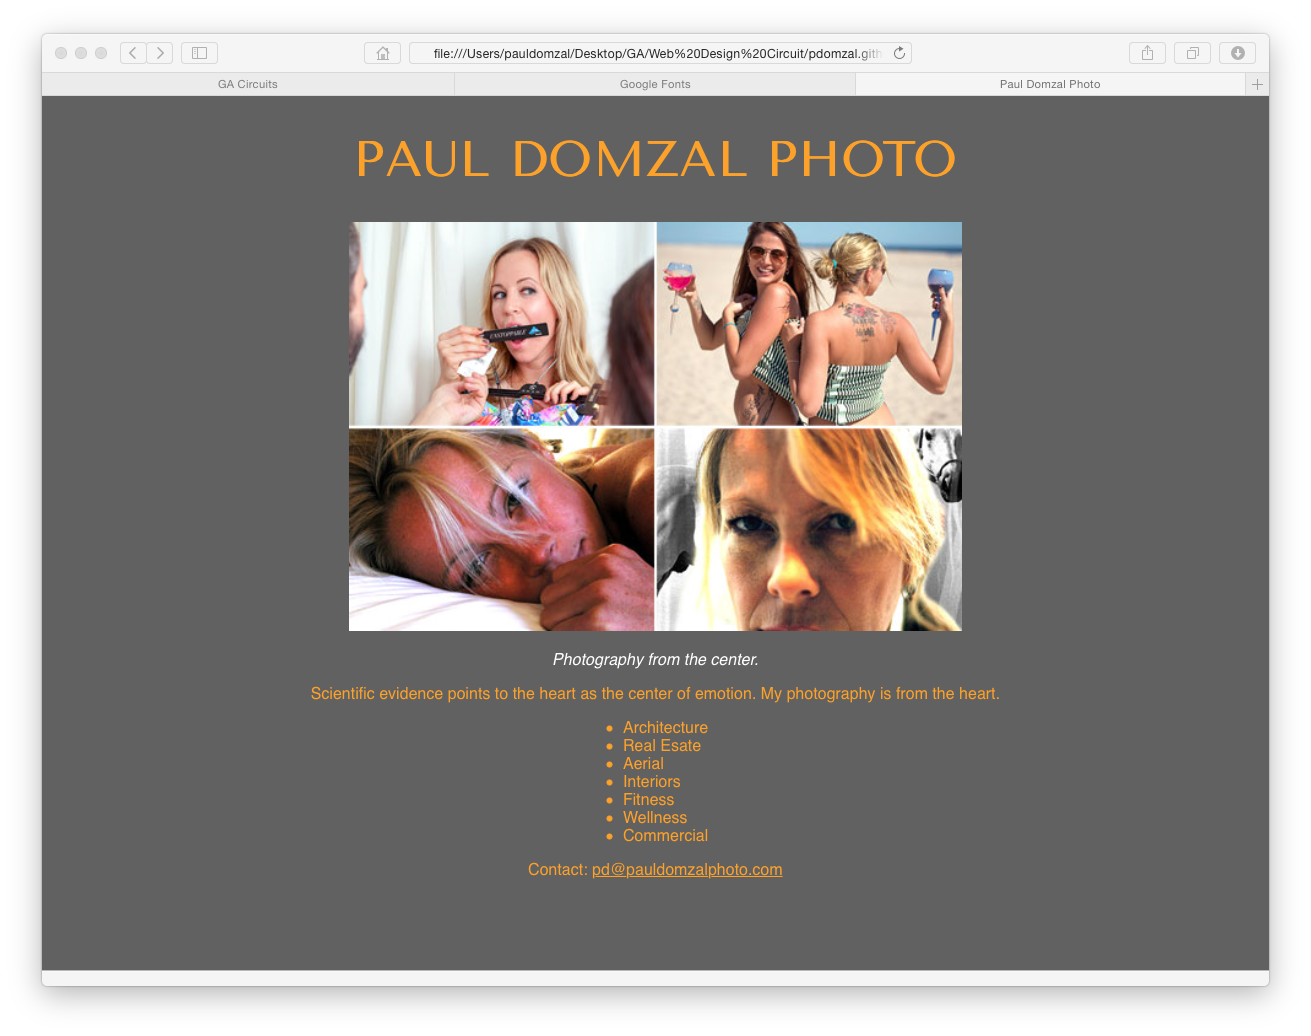 file:///Users/pauldomzal/Desktop/GA/Web%20Design%20Circuit/pdomzal.gith
GA Circuits
Google Fonts
Paul Domzal Photo
PAUL DOMZAL PHOTO
UNSTOPPABLE
Photography from the center.
Scientific evidence points to the heart as the center of emotion. My photography is from the heart.
• Architecture
• Real Esate
• Aerial
• Interiors
• Fitness
• Wellness
• Commercial
Contact: pd@pauldomzalphoto.com